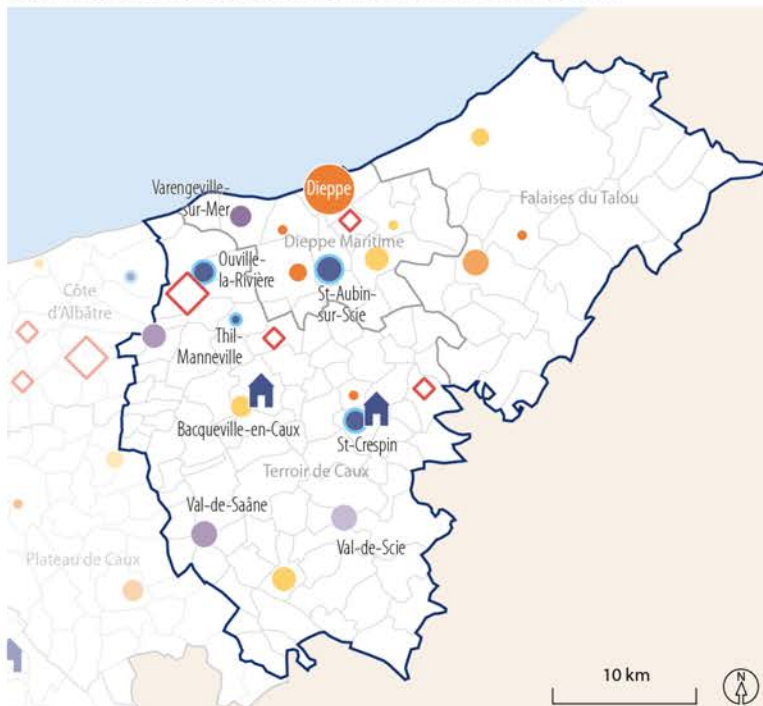 Dieppe
Varengeville-
sur-Mer
Falaises du Talou
Dieppe Maritime
Ouville-
la-Rivière
Côte
d'Albâtre
St-Aubin-
sur-Scie
Thil-
Manneville
Bacqueville-en-Caux
St-Crespin
Terroir de Caux
Val-de-Saâne
Val-de-Scie
Plateau de Caux
10 km
N